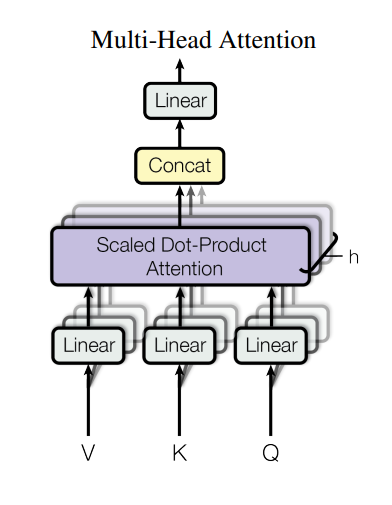 Multi-Head Attention
Linear
Concat
Scaled Dot-Product
Attention
h
Linear Linear Linear
V K Q